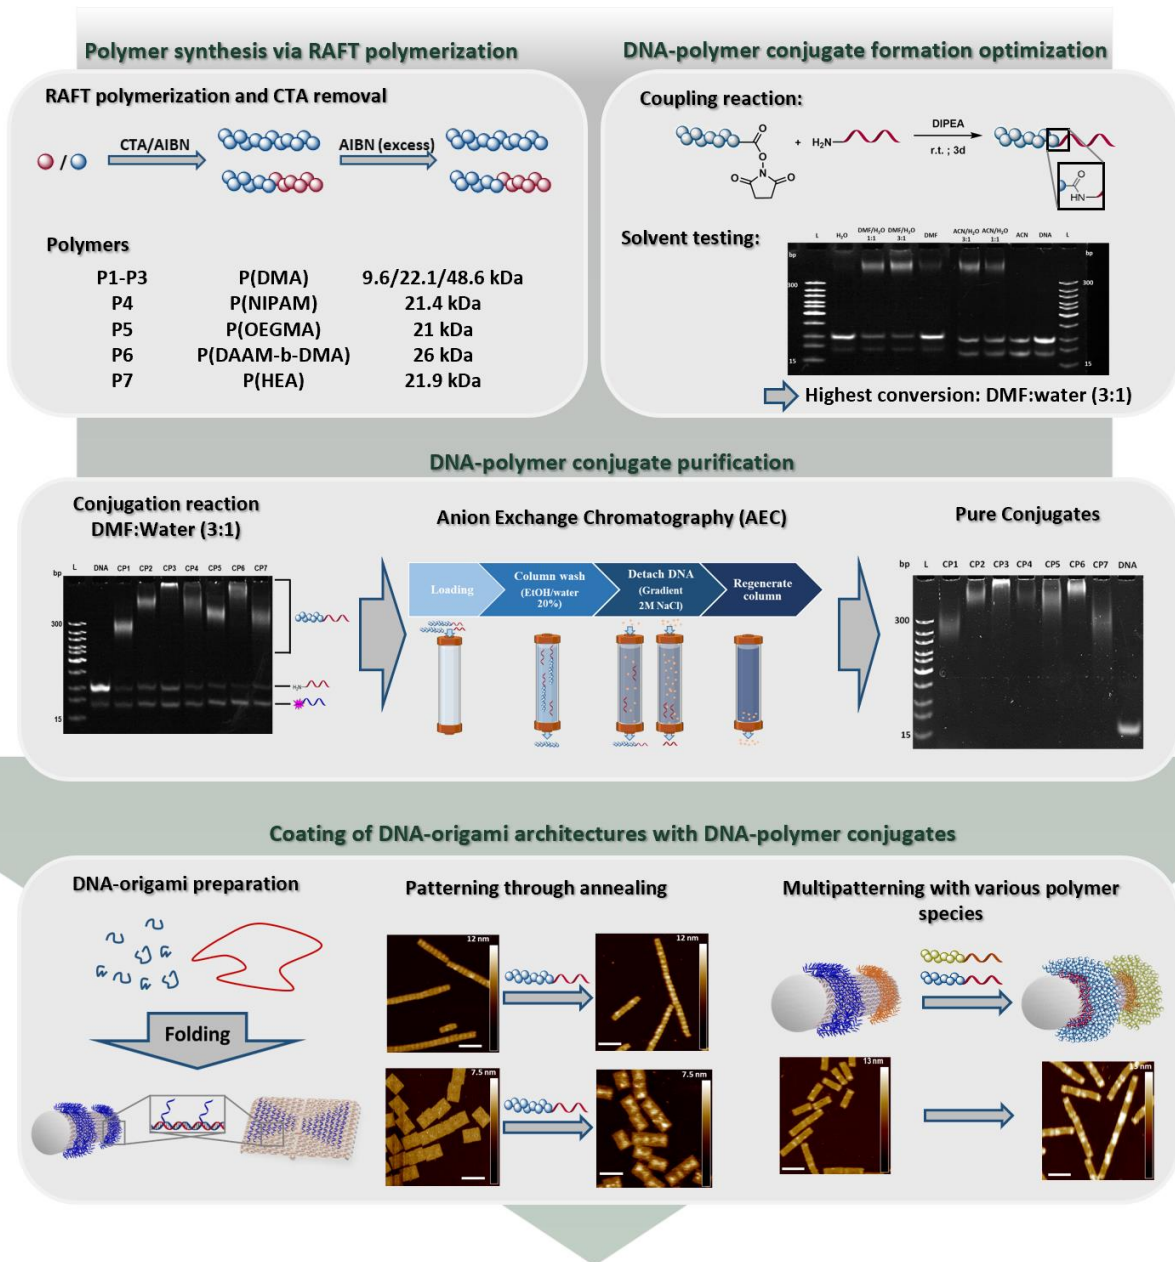 Polymer synthesis via RAFT polymerization
RAFT polymerization and CTA removal
/
CTA/AIBN
AIBN (excess)
Polymers
P1-P3 P(DMA) 9.6/22.1/48.6 kDa
P4 P(NIPAM) 21.4 kDa
P5 P(OEGMA) 21 kDa
P6 P(DAAM-b-DMA) 26 kDa
P7 P(HEA) 21.9 kDa
DNA-polymer conjugate formation optimization
Coupling reaction:
O
O
N
O
O
+
H₂N
DIPEA
r.t. ; 3d
O
HN
Solvent testing:
L H₂O DMF/H₂O 1:1 DMF/H₂O 3:1 DMF ACN/H₂O 3:1 ACN/H₂O 1:1 ACN DNA L
bp
300
15
bp
300
15
Highest conversion: DMF:water (3:1)
DNA-polymer conjugate purification
Conjugation reaction
DMF:Water (3:1)
bp
L DNA CP1 CP2 CP3 CP4 CP5 CP6 CP7
300
15
H₂N
Anion Exchange Chromatography (AEC)
Loading
Column wash
(EtOH/water
20%)
Detach DNA
(Gradient
2M NaCl)
Regenerate
column
Pure Conjugates
bp
L CP1 CP2 CP3 CP4 CP5 CP6 CP7 DNA
300
15
Coating of DNA-origami architectures with DNA-polymer conjugates
DNA-origami preparation
Folding
Patterning through annealing
12 nm
12 nm
7.5 nm
7.5 nm
Multipatterning with various polymer
species
13 nm
13 nm